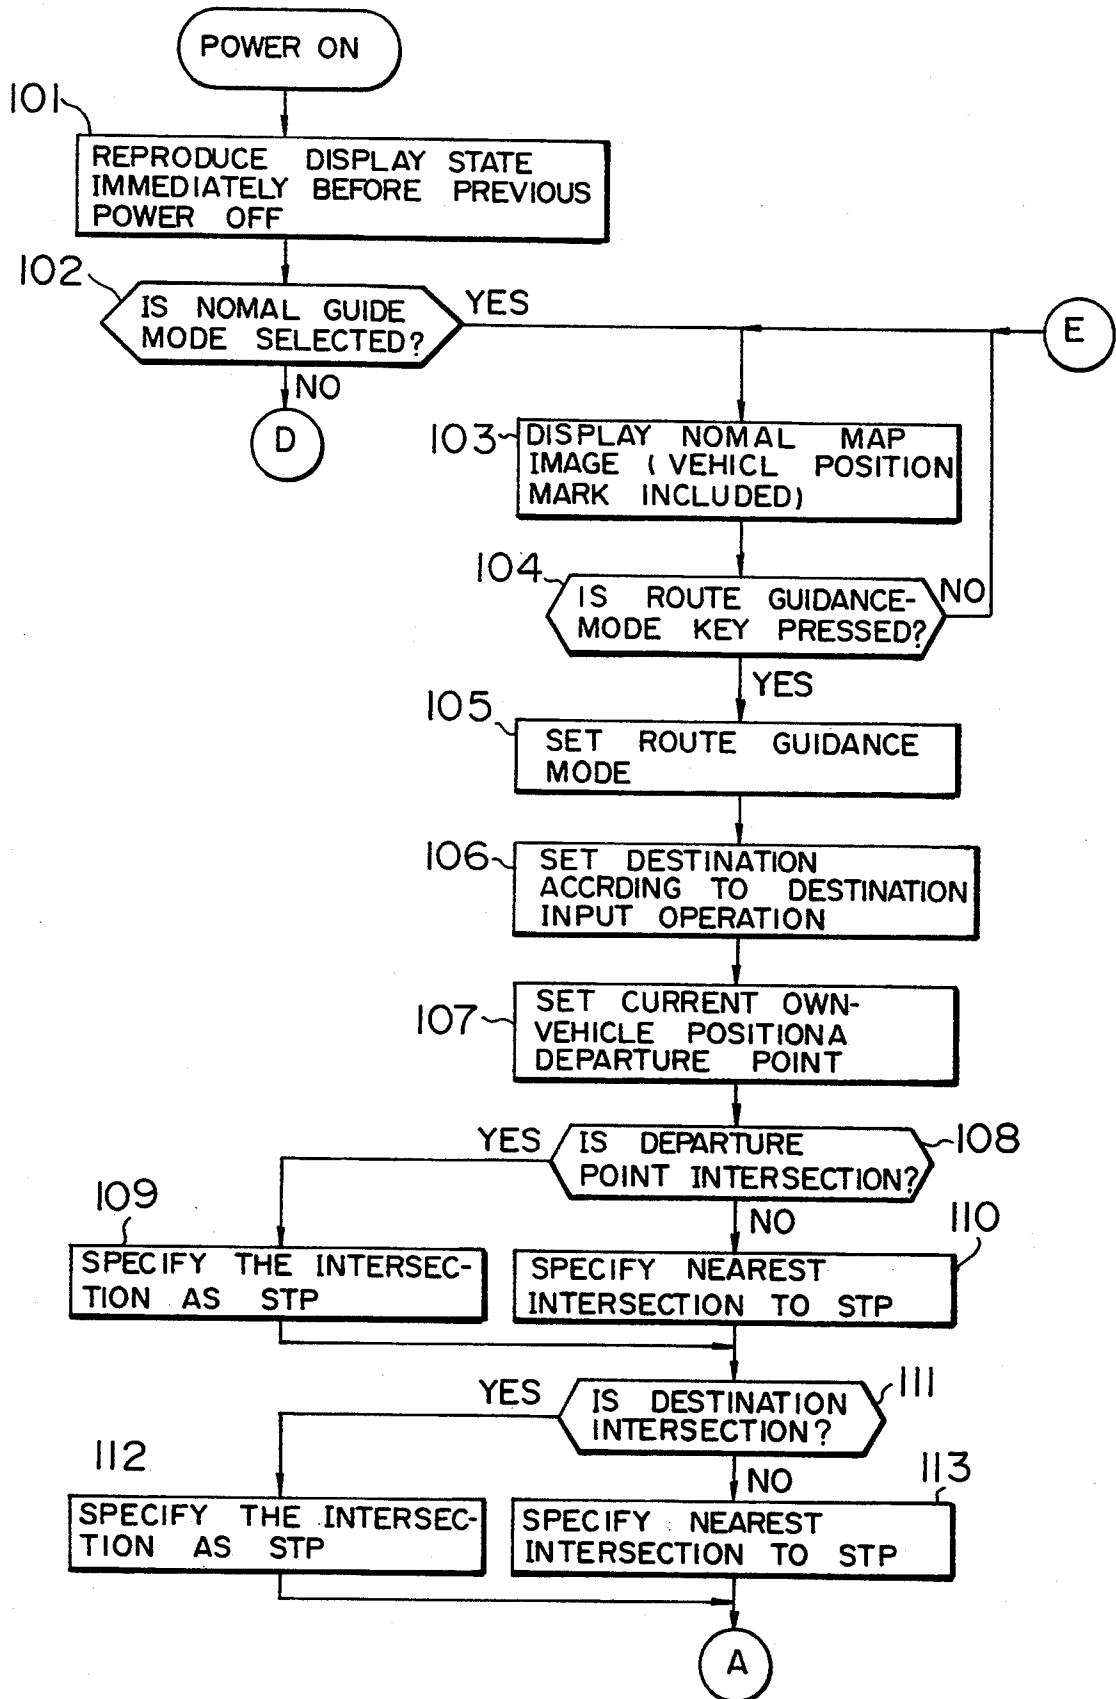 POWER ON
101
REPRODUCE DISPLAY STATE
IMMEDIATELY BEFORE PREVIOUS
POWER OFF
102
IS NOMAL GUIDE
MODE SELECTED?
YES
E
NO
D
103
DISPLAY NOMAL MAP
IMAGE (VEHICL POSITION
MARK INCLUDED)
104
IS ROUTE GUIDANCE-
MODE KEY PRESSED?
NO
YES
105
SET ROUTE GUIDANCE
MODE
106
SET DESTINATION
ACCRDING TO DESTINATION
INPUT OPERATION
107
SET CURRENT OWN-
VEHICLE POSITIONA
DEPARTURE POINT
YES
IS DEPARTURE
POINT INTERSECTION?
108
NO
109
SPECIFY THE INTERSEC-
TION AS STP
110
SPECIFY NEAREST
INTERSECTION TO STP
YES
IS DESTINATION
INTERSECTION?
111
NO
112
SPECIFY THE INTERSEC-
TION AS STP
113
SPECIFY NEAREST
INTERSECTION TO STP
A